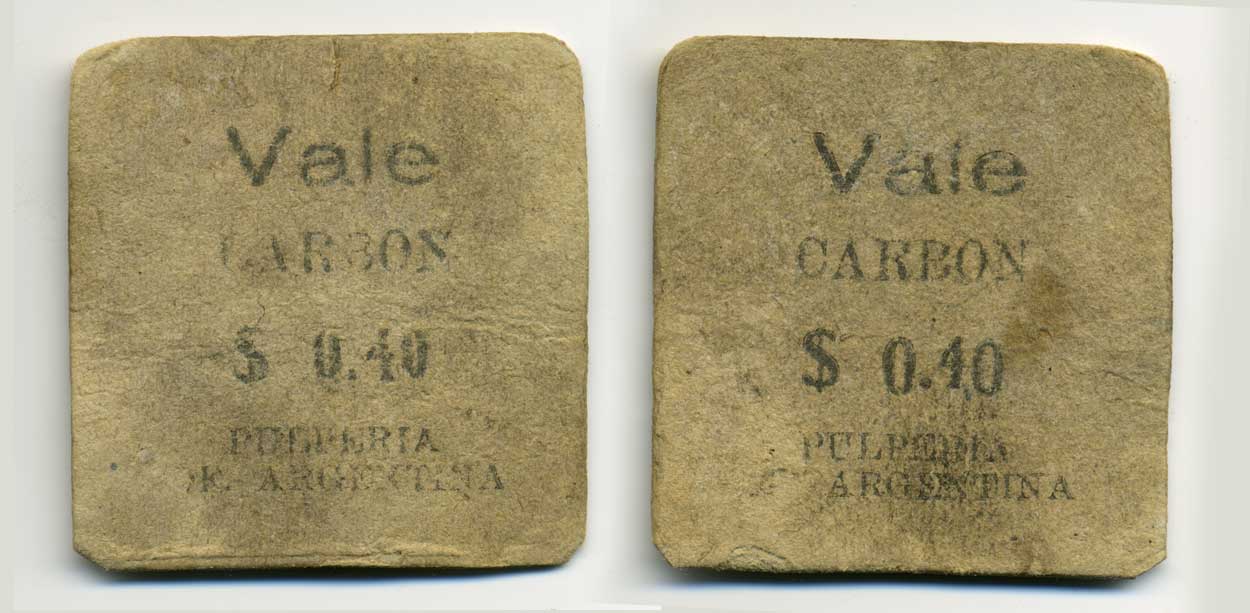 Vale
CARBON
$ 0.40
PULPERIA
ARGENTINA
Vale
CARBON
$ 0.40
PULPERIA
ARGENTINA